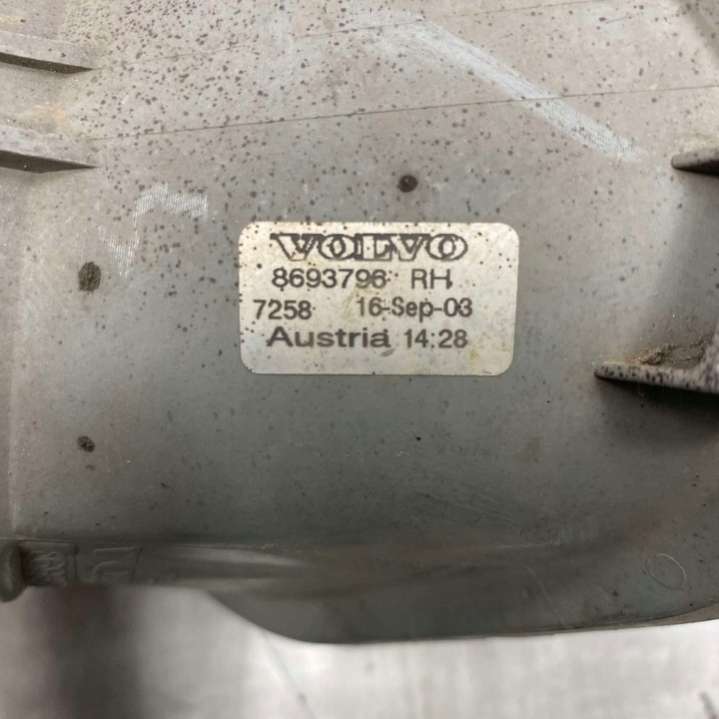 VOLVO
8693796 RH
7258 16-Sep-03
Austria 14:28